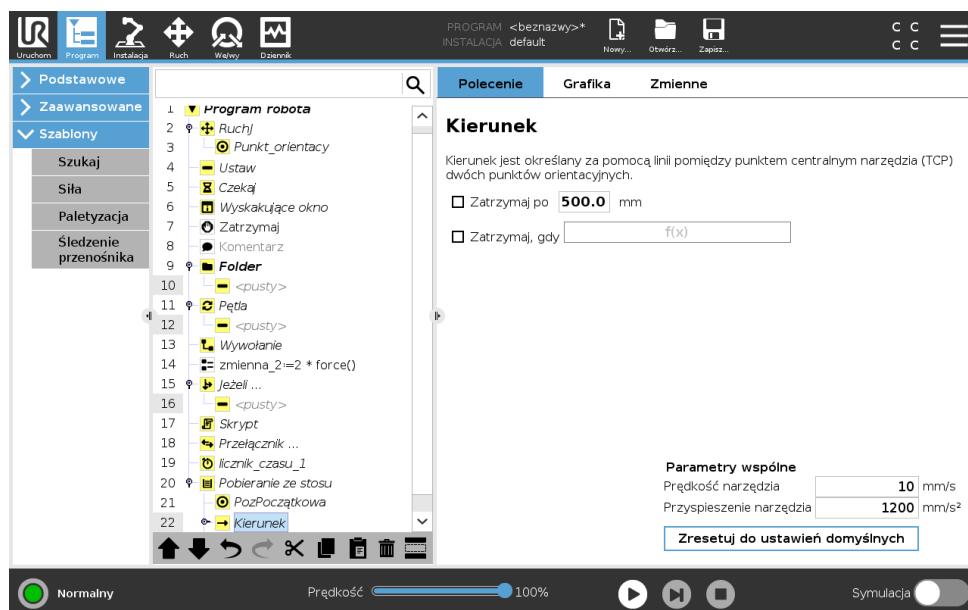 UR
PROGRAM <beznazwy>*
INSTALACJA default
C C
C C
Uruchom Program Instalacja Ruch We/wy Dziennik Nowy... Otwórz... Zapisz...
Podstawowe
Zaawansowane
Szablony
Szukaj
Siła
Paletyzacja
Śledzenie
przenośnika
1 Program robota
2 RuchJ
3 Punkt_orientacy
4 Ustaw
5 Czekaj
6 Wyskakujące okno
7 Zatrzymaj
8 Komentarz
9 Folder
10 <pusty>
11 Pętla
12 <pusty>
13 Wywołanie
14 zmienna_2:=2 * force()
15 Jeżeli ...
16 <pusty>
17 Skrypt
18 Przełącznik ...
19 licznik_czasu_1
20 Pobieranie ze stosu
21 PozPoczątkowa
22 Kierunek
Polecenie Grafika Zmienne
Kierunek
Kierunek jest określany za pomocą linii pomiędzy punktem centralnym narzędzia (TCP)
dwóch punktów orientacyjnych.
Zatrzymaj po 500.0 mm
Zatrzymaj, gdy f(x)
Parametry wspólne
Prędkość narzędzia 10 mm/s
Przyspieszenie narzędzia 1200 mm/s²
Zresetuj do ustawień domyślnych
Normalny Prędkość 100% Symulacja